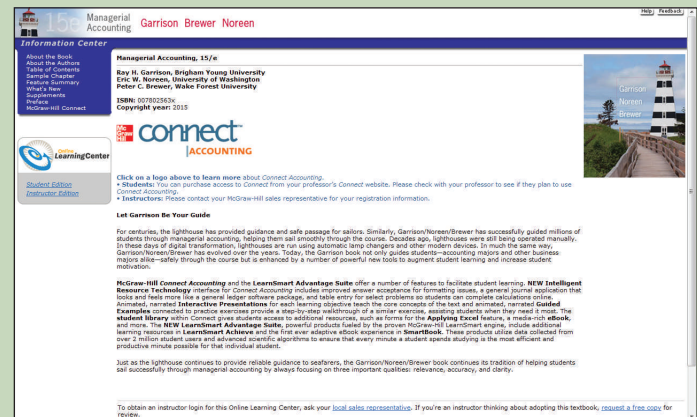 Help | Feedback
15e Managerial
Accounting
Garrison Brewer Noreen
Information Center
About the Book
About the Authors
Table of Contents
Sample Chapter
Feature Summary
What's New
Supplements
Preface
McGraw-Hill Connect
Online
LearningCenter
Student Edition
Instructor Edition
Managerial Accounting, 15/e
Ray H. Garrison, Brigham Young University
Eric W. Noreen, University of Washington
Peter C. Brewer, Wake Forest University
ISBN: 007802563x
Copyright year: 2015
Mc
Graw
Hill
connect
ACCOUNTING
Garrison
Noreen
Brewer
Click on a logo above to learn more about Connect Accounting.
• Students: You can purchase access to Connect from your professor's Connect website. Please check with your professor to see if they plan to use
Connect Accounting.
• Instructors: Please contact your McGraw-Hill sales representative for your registration information.
Let Garrison Be Your Guide
For centuries, the lighthouse has provided guidance and safe passage for sailors. Similarly, Garrison/Noreen/Brewer has successfully guided millions of
students through managerial accounting, helping them sail smoothly through the course. Decades ago, lighthouses were still being operated manually.
In these days of digital transformation, lighthouses are run using automatic lamp changers and other modern devices. In much the same way,
Garrison/Noreen/Brewer has evolved over the years. Today, the Garrison book not only guides students—accounting majors and other business
majors alike—safely through the course but is enhanced by a number of powerful new tools to augment student learning and increase student
motivation.
McGraw-Hill Connect Accounting and the LearnSmart Advantage Suite offer a number of features to facilitate student learning. NEW Intelligent
Resource Technology interface for Connect Accounting includes improved answer acceptance for formatting issues, a general journal application that
looks and feels more like a general ledger software package, and table entry for select problems so students can complete calculations online.
Animated, narrated Interactive Presentations for each learning objective teach the core concepts of the text and animated, narrated Guided
Examples connected to practice exercises provide a step-by-step walkthrough of a similar exercise, assisting students when they need it most. The
student library within Connect gives students access to additional resources, such as forms for the Applying Excel feature, a media-rich eBook,
and more. The NEW LearnSmart Advantage Suite, powerful products fueled by the proven McGraw-Hill LearnSmart engine, include additional
learning resources in LearnSmart Achieve and the first ever adaptive eBook experience in SmartBook. These products utilize data collected from
over 2 million student users and advanced scientific algorithms to ensure that every minute a student spends studying is the most efficient and
productive minute possible for that individual student.
Just as the lighthouse continues to provide reliable guidance to seafarers, the Garrison/Noreen/Brewer book continues its tradition of helping students
sail successfully through managerial accounting by always focusing on three important qualities: relevance, accuracy, and clarity.
To obtain an instructor login for this Online Learning Center, ask your local sales representative. If you're an instructor thinking about adopting this textbook, request a free copy for
review.